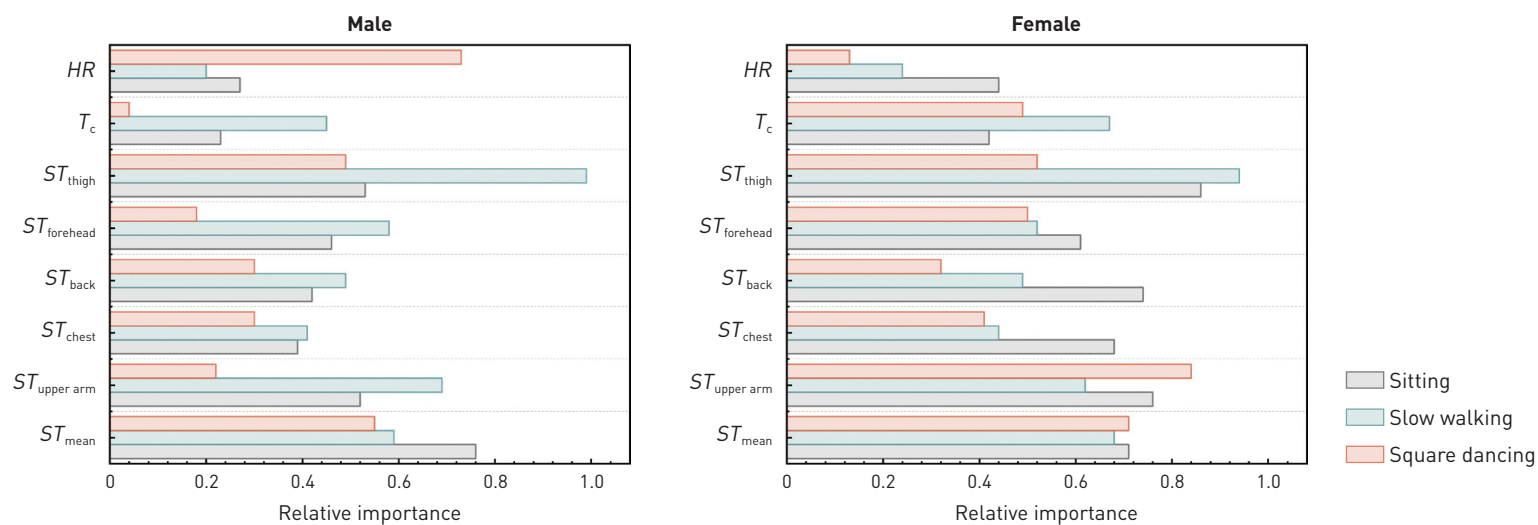 Male
HR
Tc
STthigh
STforehead
STback
STchest
STupper arm
STmean
0 0.2 0.4 0.6 0.8 1.0
Relative importance
Female
HR
Tc
STthigh
STforehead
STback
STchest
STupper arm
STmean
0 0.2 0.4 0.6 0.8 1.0
Relative importance
Sitting
Slow walking
Square dancing